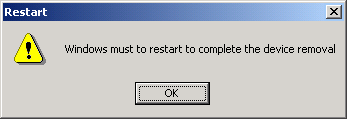 Restart
Windows must to restart to complete the device removal
OK